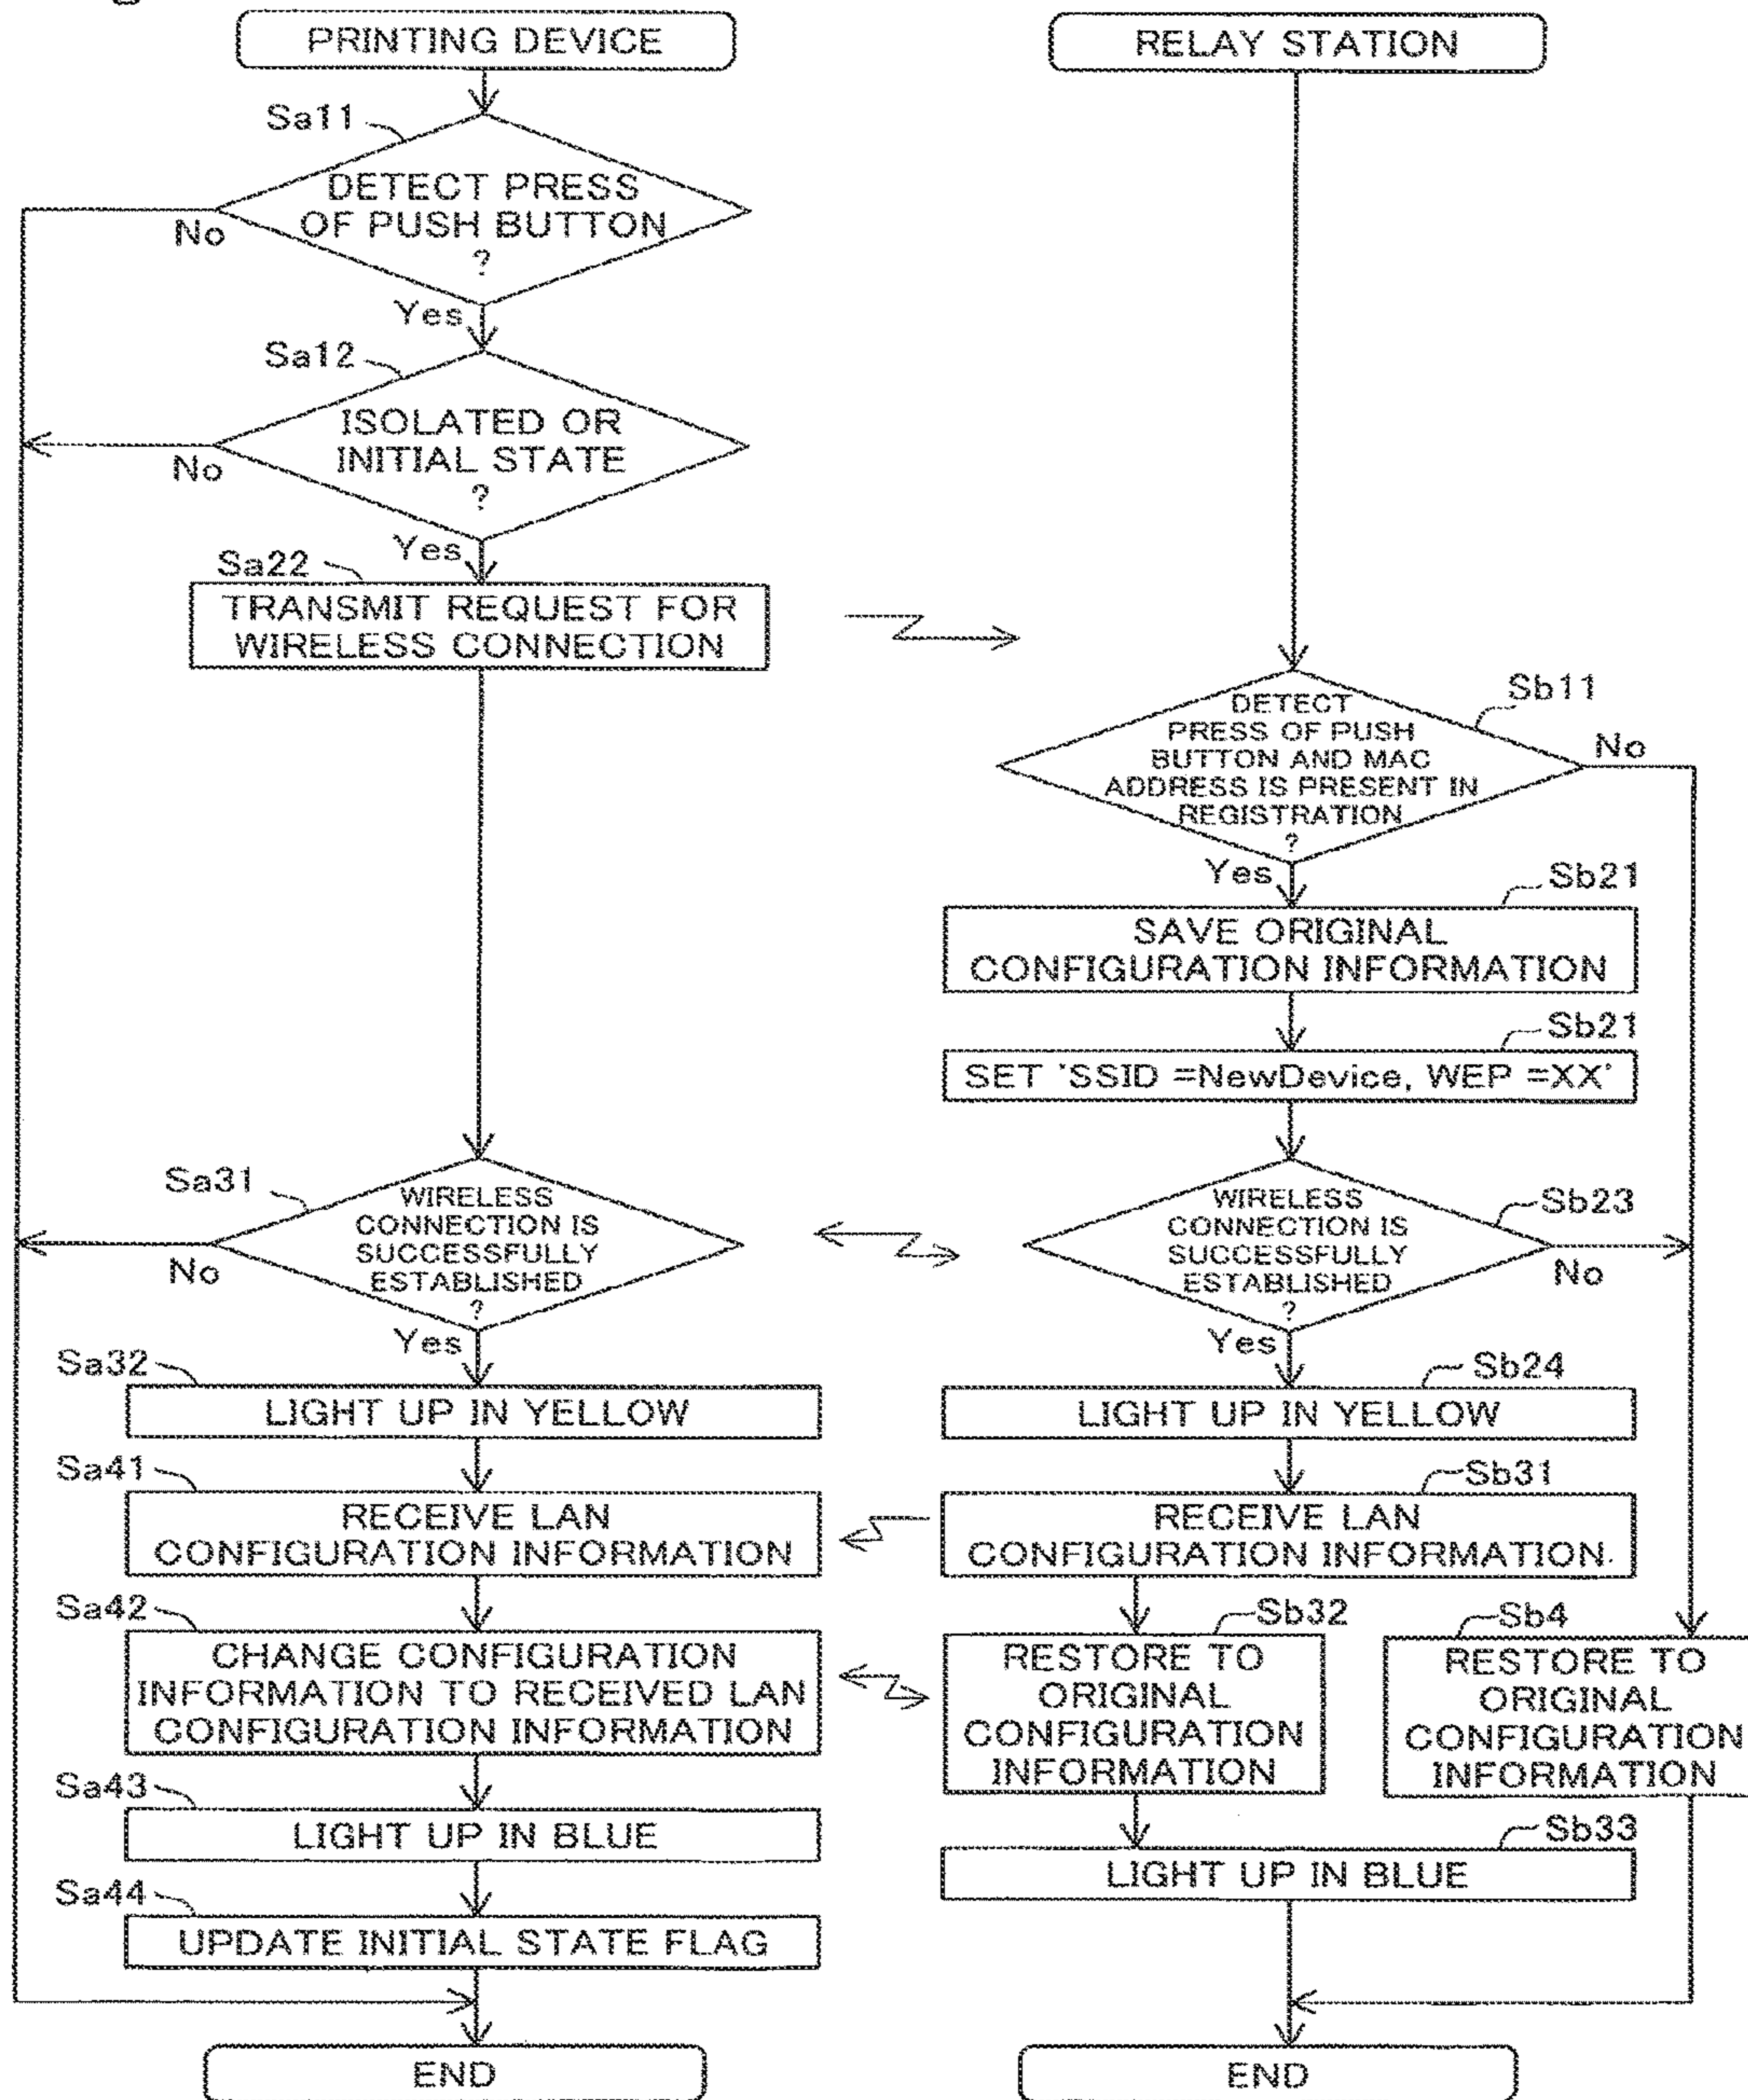 PRINTING DEVICE
RELAY STATION
Sa11
DETECT PRESS
OF PUSH BUTTON
?
No
Yes
Sa12
ISOLATED OR
INITIAL STATE
?
No
Yes
Sa22
TRANSMIT REQUEST FOR
WIRELESS CONNECTION
Sb11
DETECT
PRESS OF PUSH
BUTTON AND MAC
ADDRESS IS PRESENT IN
REGISTRATION
?
No
Yes
Sb21
SAVE ORIGINAL
CONFIGURATION INFORMATION
Sb21
SET 'SSID =NewDevice, WEP =XX'
Sa31
WIRELESS
CONNECTION IS
SUCCESSFULLY
ESTABLISHED
?
No
Yes
Sb23
WIRELESS
CONNECTION IS
SUCCESSFULLY
ESTABLISHED
?
No
Yes
Sa32
LIGHT UP IN YELLOW
Sb24
LIGHT UP IN YELLOW
Sa41
RECEIVE LAN
CONFIGURATION INFORMATION
Sb31
RECEIVE LAN
CONFIGURATION INFORMATION.
Sa42
CHANGE CONFIGURATION
INFORMATION TO RECEIVED LAN
CONFIGURATION INFORMATION
Sb32
RESTORE TO
ORIGINAL
CONFIGURATION
INFORMATION
Sb4
RESTORE TO
ORIGINAL
CONFIGURATION
INFORMATION
Sa43
LIGHT UP IN BLUE
Sb33
LIGHT UP IN BLUE
Sa44
UPDATE INITIAL STATE FLAG
END
END